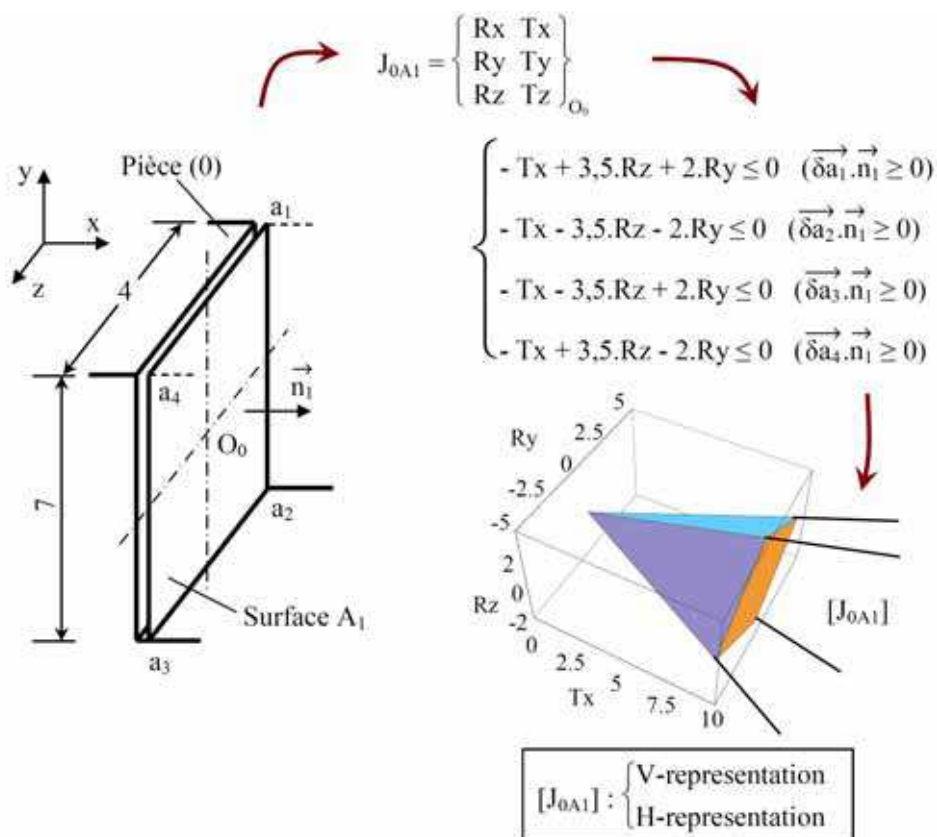 J0A1 = { Rx Tx
Ry Ty
Rz Tz }O0
y
x
z
Pièce (0)
a1
4
a4
n1
O0
7
a2
Surface A1
a3
- Tx + 3,5.Rz + 2.Ry ≤ 0 (δa1.n1 ≥ 0)
- Tx - 3,5.Rz - 2.Ry ≤ 0 (δa2.n1 ≥ 0)
- Tx - 3,5.Rz + 2.Ry ≤ 0 (δa3.n1 ≥ 0)
- Tx + 3,5.Rz - 2.Ry ≤ 0 (δa4.n1 ≥ 0)
5
2.5
Ry
0
-2.5
-5
2
0
Rz
-2
0
2.5
5
Tx
7.5
10
[J0A1]
[J0A1] : { V-representation
H-representation